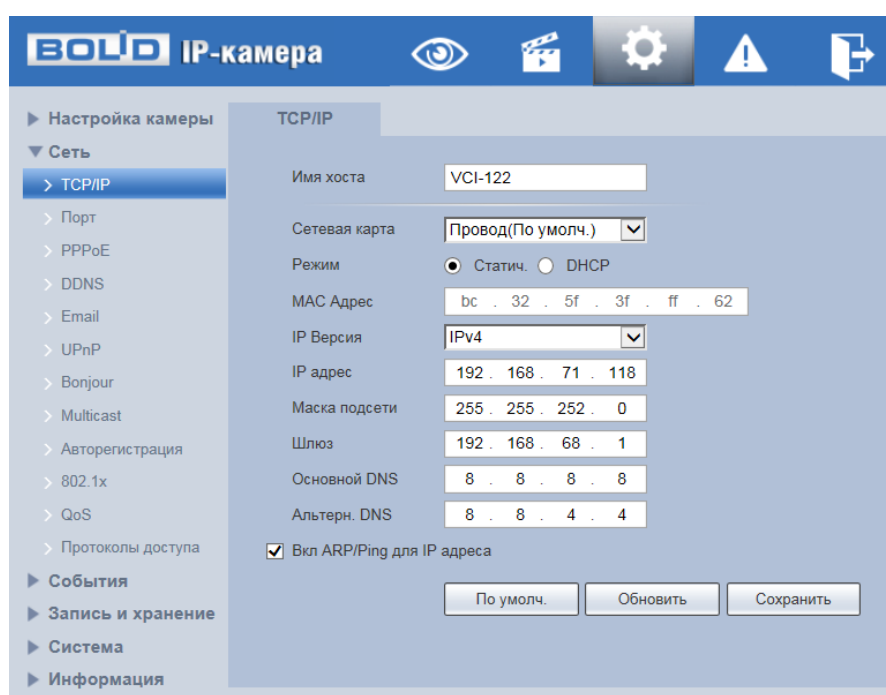 BOLID IP-камера
Настройка камеры
Сеть
TCP/IP
Порт
PPPoE
DDNS
Email
UPnP
Bonjour
Multicast
Авторегистрация
802.1x
QoS
Протоколы доступа
События
Запись и хранение
Система
Информация
TCP/IP
Имя хоста VCI-122
Сетевая карта Провод(По умолч.)
Режим Статич. DHCP
MAC Адрес bc . 32 . 5f . 3f . ff . 62
IP Версия IPv4
IP адрес 192 . 168 . 71 . 118
Маска подсети 255 . 255 . 252 . 0
Шлюз 192 . 168 . 68 . 1
Основной DNS 8 . 8 . 8 . 8
Альтерн. DNS 8 . 8 . 4 . 4
Вкл ARP/Ping для IP адреса
По умолч. Обновить Сохранить